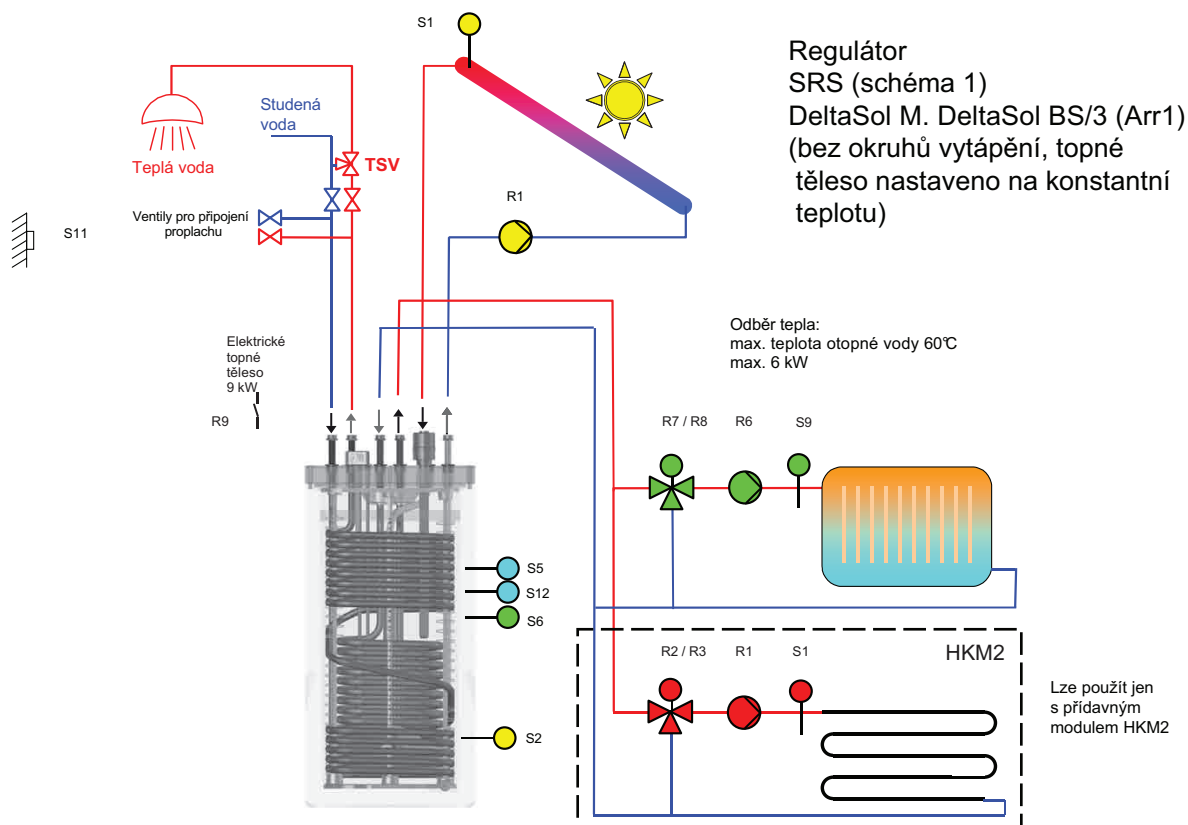 S1
Regulátor
SRS (schéma 1)
DeltaSol M. DeltaSol BS/3 (Arr1)
(bez okruhů vytápění, topné
těleso nastaveno na konstantní
teplotu)
Studená
voda
Teplá voda
TSV
R1
Ventily pro připojení
proplachu
S11
Odběr tepla:
max. teplota otopné vody 60°C
max. 6 kW
Elektrické
topné
těleso
9 kW
R9
R7 / R8
R6
S9
S5
S12
S6
S2
R2 / R3
R1
S1
HKM2
Lze použít jen
s přídavným
modulem HKM2